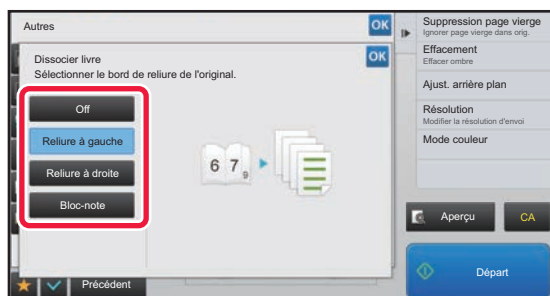 Autres
OK
Dissocier livre
OK
Sélectionner le bord de reliure de l'original.
Off
Reliure à gauche
Reliure à droite
Bloc-note
6 7 9
Précédent
Suppression page vierge
Ignorer page vierge dans orig.
Effacement
Effacer ombre
Ajust. arrière plan
Résolution
Modifier la résolution d'envoi
Mode couleur
Aperçu
CA
Départ